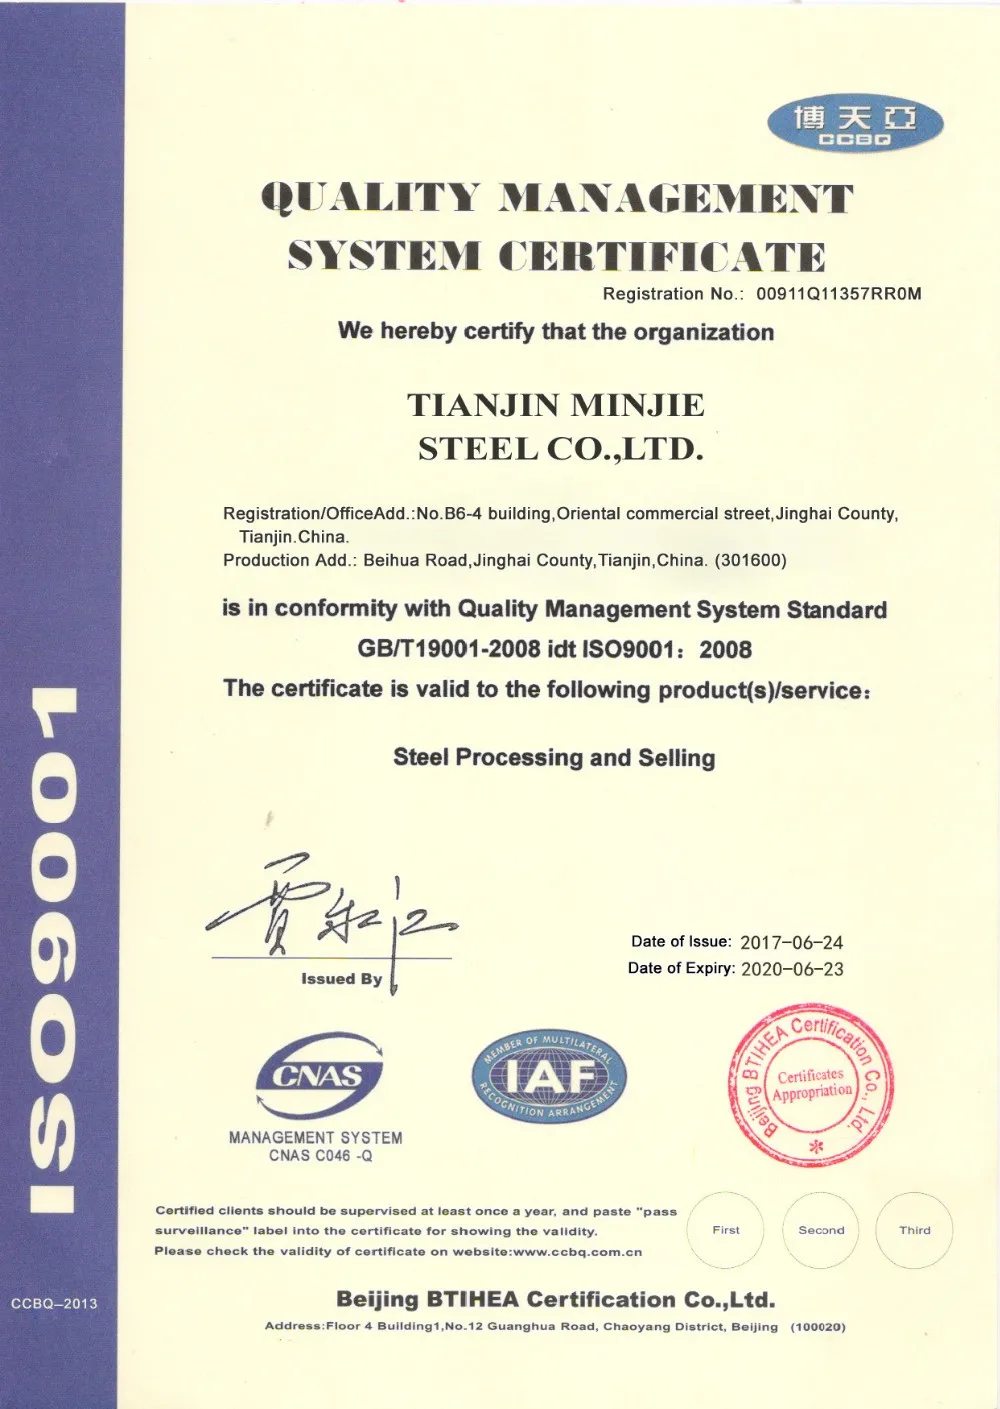 博天亞
CCBQ
QUALITY MANAGEMENT
SYSTEM CERTIFICATE
Registration No.: 00911Q11357RR0M
We hereby certify that the organization
TIANJIN MINJIE
STEEL CO.,LTD.
Registration/OfficeAdd.:No.B6-4 building,Oriental commercial street,Jinghai County,
Tianjin.China.
Production Add.: Beihua Road,Jinghai County,Tianjin,China. (301600)
is in conformity with Quality Management System Standard
GB/T19001-2008 idt ISO9001: 2008
The certificate is valid to the following product(s)/service:
Steel Processing and Selling
Date of Issue: 2017-06-24
Date of Expiry: 2020-06-23
Issued By
CNAS
MANAGEMENT SYSTEM
CNAS C046 -Q
MEMBER OF MULTILATERAL
IAF
RECOGNITION ARRANGEMENT
Beijing BTIHEA Certification Co., Ltd.
Certificates
Appropriation
Certified clients should be supervised at least once a year, and paste "pass
surveillance" label into the certificate for showing the validity.
Please check the validity of certificate on website:www.ccbq.com.cn
First
Second
Third
Beijing BTIHEA Certification Co.,Ltd.
Address:Floor 4 Building1,No.12 Guanghua Road, Chaoyang District, Beijing (100020)
ISO9001
CCBQ-2013